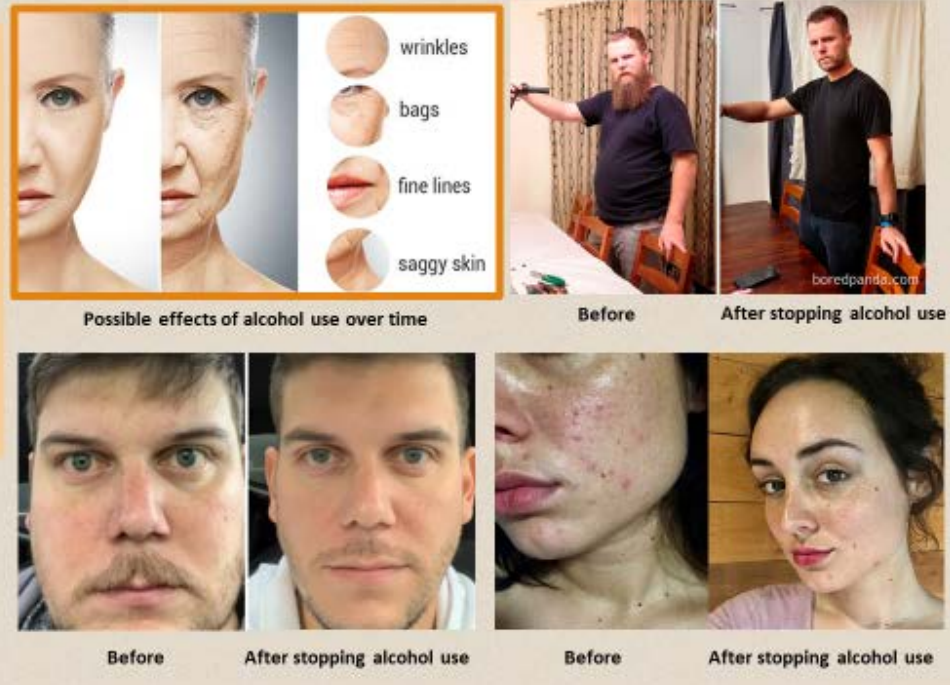 wrinkles
bags
fine lines
saggy skin
boredpanda.com
Possible effects of alcohol use over time
Before
After stopping alcohol use
Before
After stopping alcohol use
Before
After stopping alcohol use